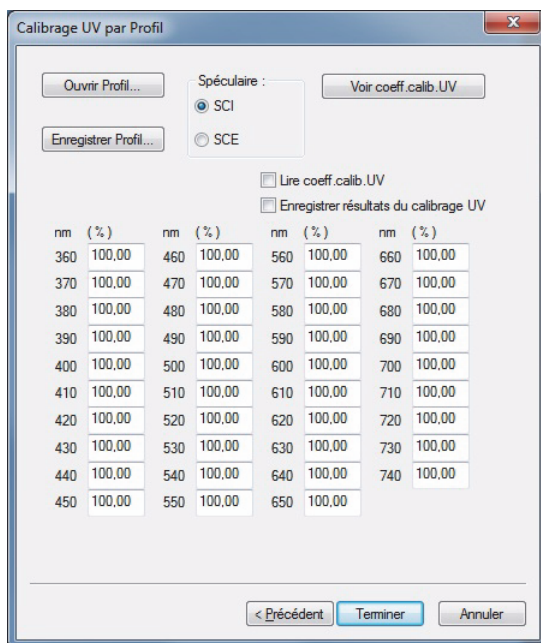 Calibrage UV par Profil
Ouvrir Profil...
Spéculaire :
Voir coeff.calib.UV
SCI
Enregistrer Profil...
SCE
Lire coeff.calib.UV
Enregistrer résultats du calibrage UV
nm (%) nm (%) nm (%) nm (%)
360 100,00 460 100,00 560 100,00 660 100,00
370 100,00 470 100,00 570 100,00 670 100,00
380 100,00 480 100,00 580 100,00 680 100,00
390 100,00 490 100,00 590 100,00 690 100,00
400 100,00 500 100,00 600 100,00 700 100,00
410 100,00 510 100,00 610 100,00 710 100,00
420 100,00 520 100,00 620 100,00 720 100,00
430 100,00 530 100,00 630 100,00 730 100,00
440 100,00 540 100,00 640 100,00 740 100,00
450 100,00 550 100,00 650 100,00
< Précédent Terminer Annuler